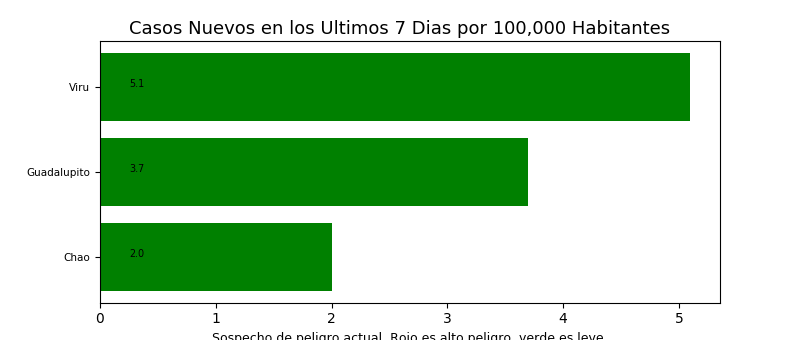 Casos Nuevos en los Ultimos 7 Dias por 100,000 Habitantes
Viru
5.1
Guadalupito
3.7
Chao
2.0
0 1 2 3 4 5
Sospecho de peligro actual. Rojo es alto peligro, verde es leve